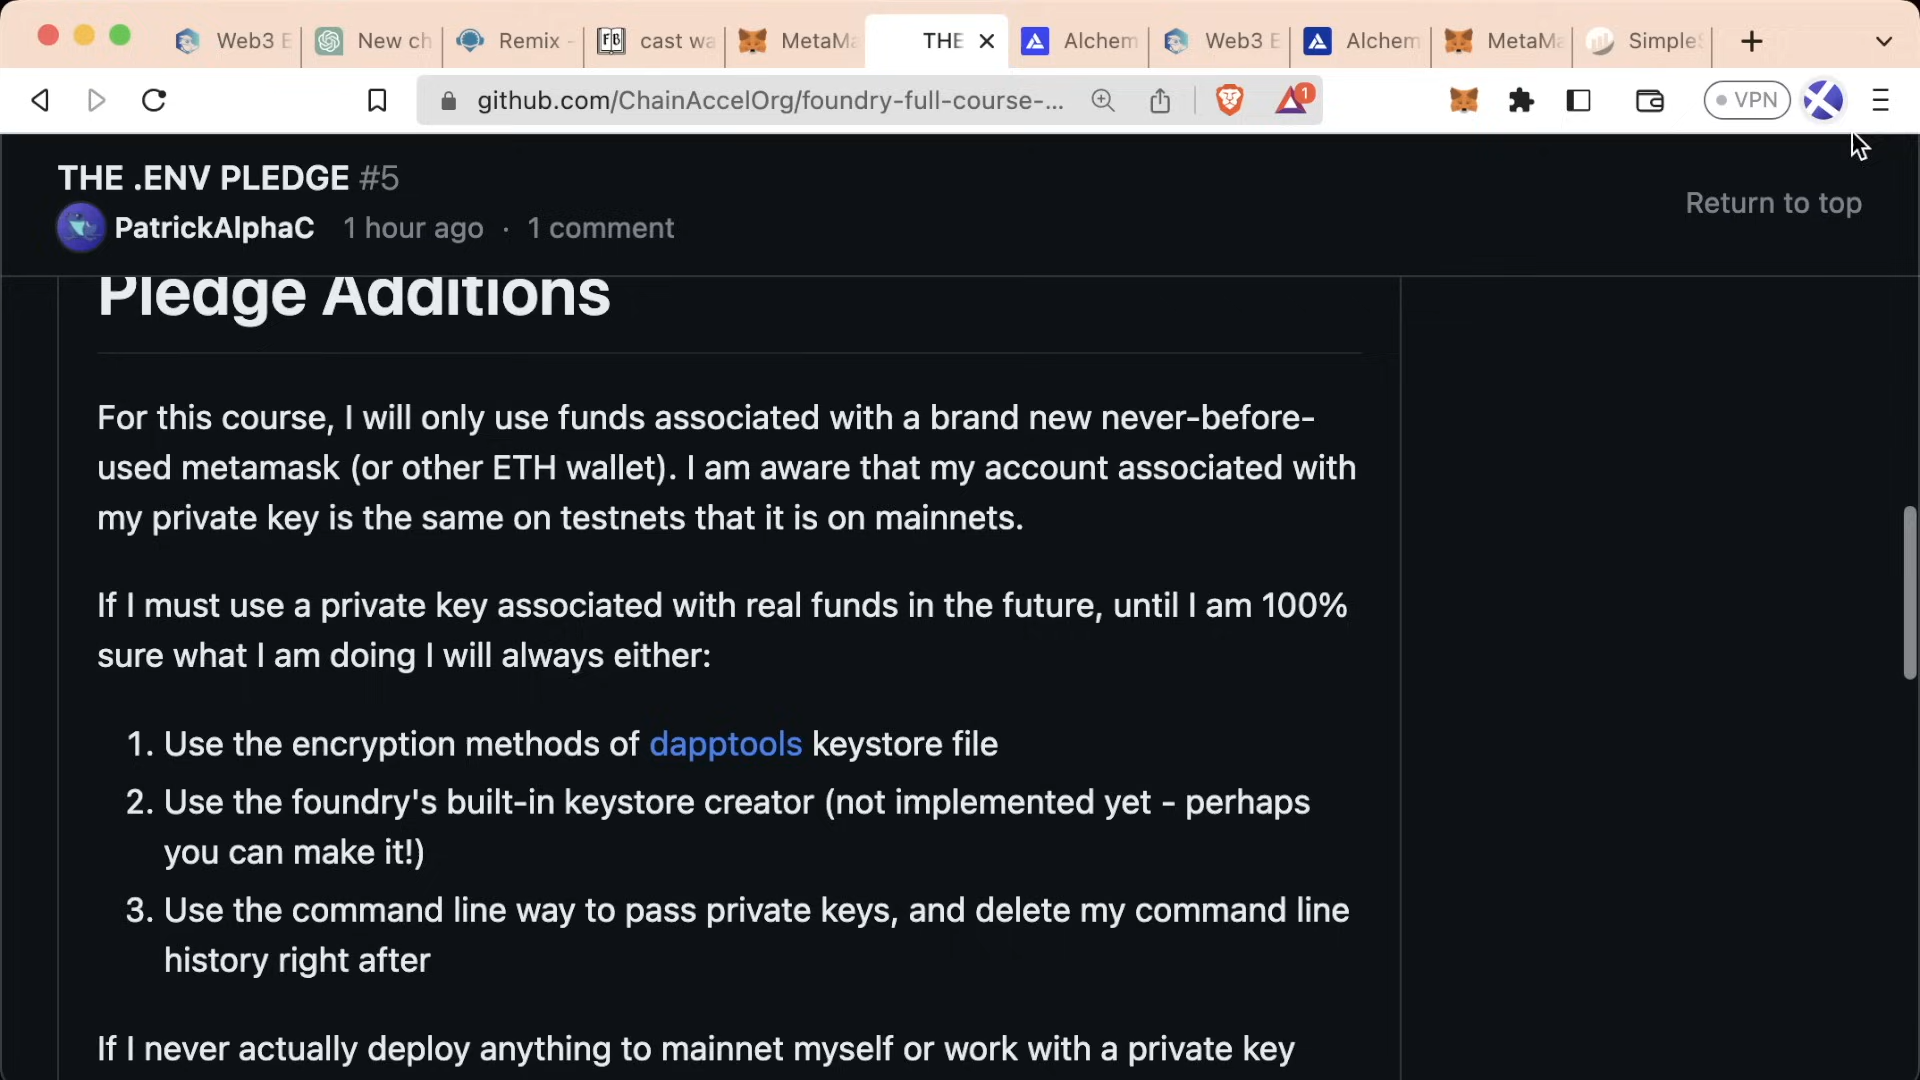 Web3 E
New ch
Remix -
cast wa
MetaMa
THE
Alchem
Web3 E
Alchem
MetaMa
Simple
github.com/ChainAccelOrg/foundry-full-course-...
1
VPN
THE .ENV PLEDGE #5
PatrickAlphaC 1 hour ago · 1 comment
Return to top
Pledge Additions
For this course, I will only use funds associated with a brand new never-before-
used metamask (or other ETH wallet). I am aware that my account associated with
my private key is the same on testnets that it is on mainnets.
If I must use a private key associated with real funds in the future, until I am 100%
sure what I am doing I will always either:
1. Use the encryption methods of dapptools keystore file
2. Use the foundry's built-in keystore creator (not implemented yet - perhaps
you can make it!)
3. Use the command line way to pass private keys, and delete my command line
history right after
If I never actually deploy anything to mainnet myself or work with a private key